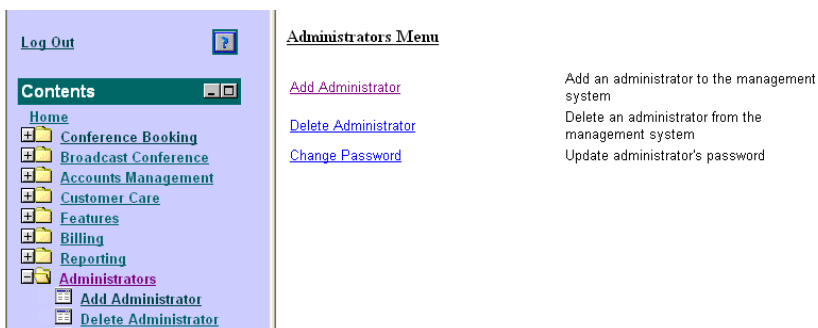 Log Out
?
Contents
Home
Conference Booking
Broadcast Conference
Accounts Management
Customer Care
Features
Billing
Reporting
Administrators
Add Administrator
Delete Administrator
Administrators Menu
Add Administrator
Add an administrator to the management
system
Delete Administrator
Delete an administrator from the
management system
Change Password
Update administrator's password